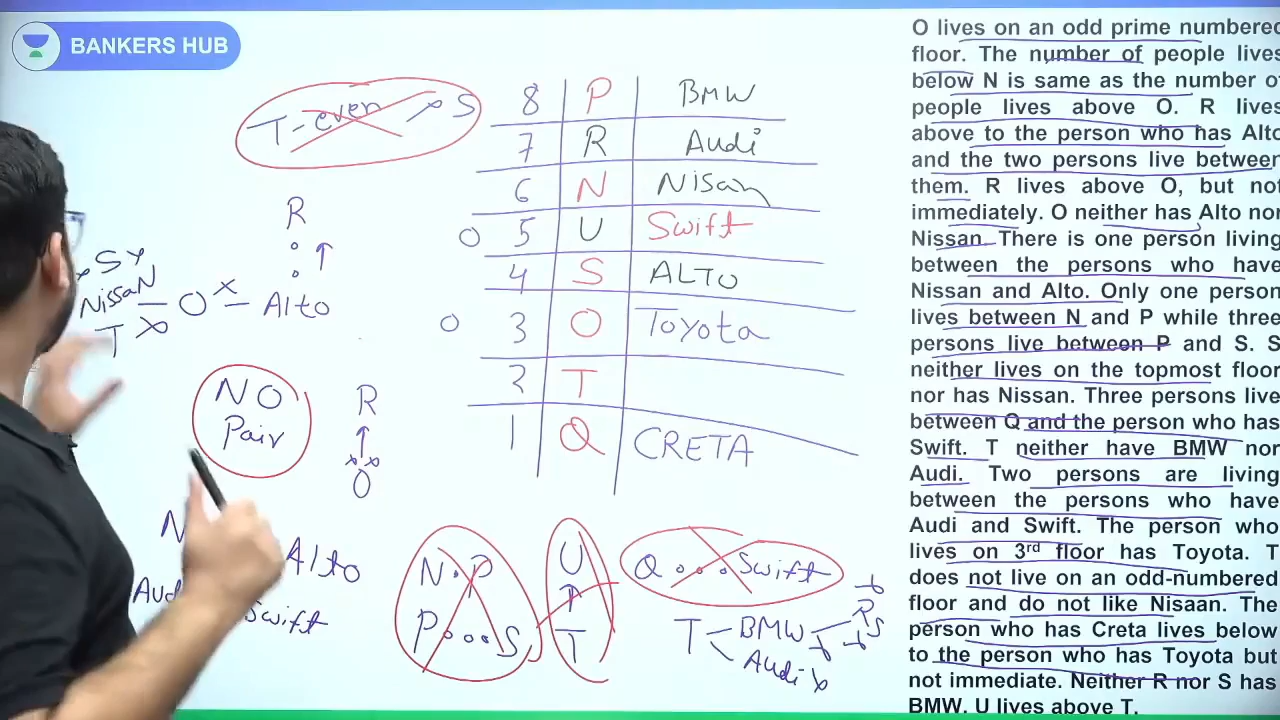 BANKERS HUB
O lives on an odd prime numbered
floor. The number of people lives
below N is same as the number of
people lives above O. R lives
above to the person who has Alto
and the two persons live between
them. R lives above O, but not
immediately. O neither has Alto nor
Nissan. There is one person living
between the persons who have
Nissan and Alto. Only one person
lives between N and P while three
persons live between P and S. S
neither lives on the topmost floor
nor has Nissan. Three persons live
between Q and the person who has
Swift. T neither have BMW nor
Audi. Two persons are living
between the persons who have
Audi and Swift. The person who
lives on 3rd floor has Toyota. T
does not live on an odd-numbered
floor and do not like Nisaan. The
person who has Creta lives below
to the person who has Toyota but
not immediate. Neither R nor S has
BMW. U lives above T.
T-even S
8 P BMW
7 R Audi
6 N Nisan
O 5 U Swift
4 S ALTO
O 3 O Toyota
2 T
1 Q CRETA
R
S
Nissan O x Alto
T
NO
Pair
R
O
N Alto
Aud Swift
N.P
P...S
U
T
Q...Swift
T BMW R S
Audi